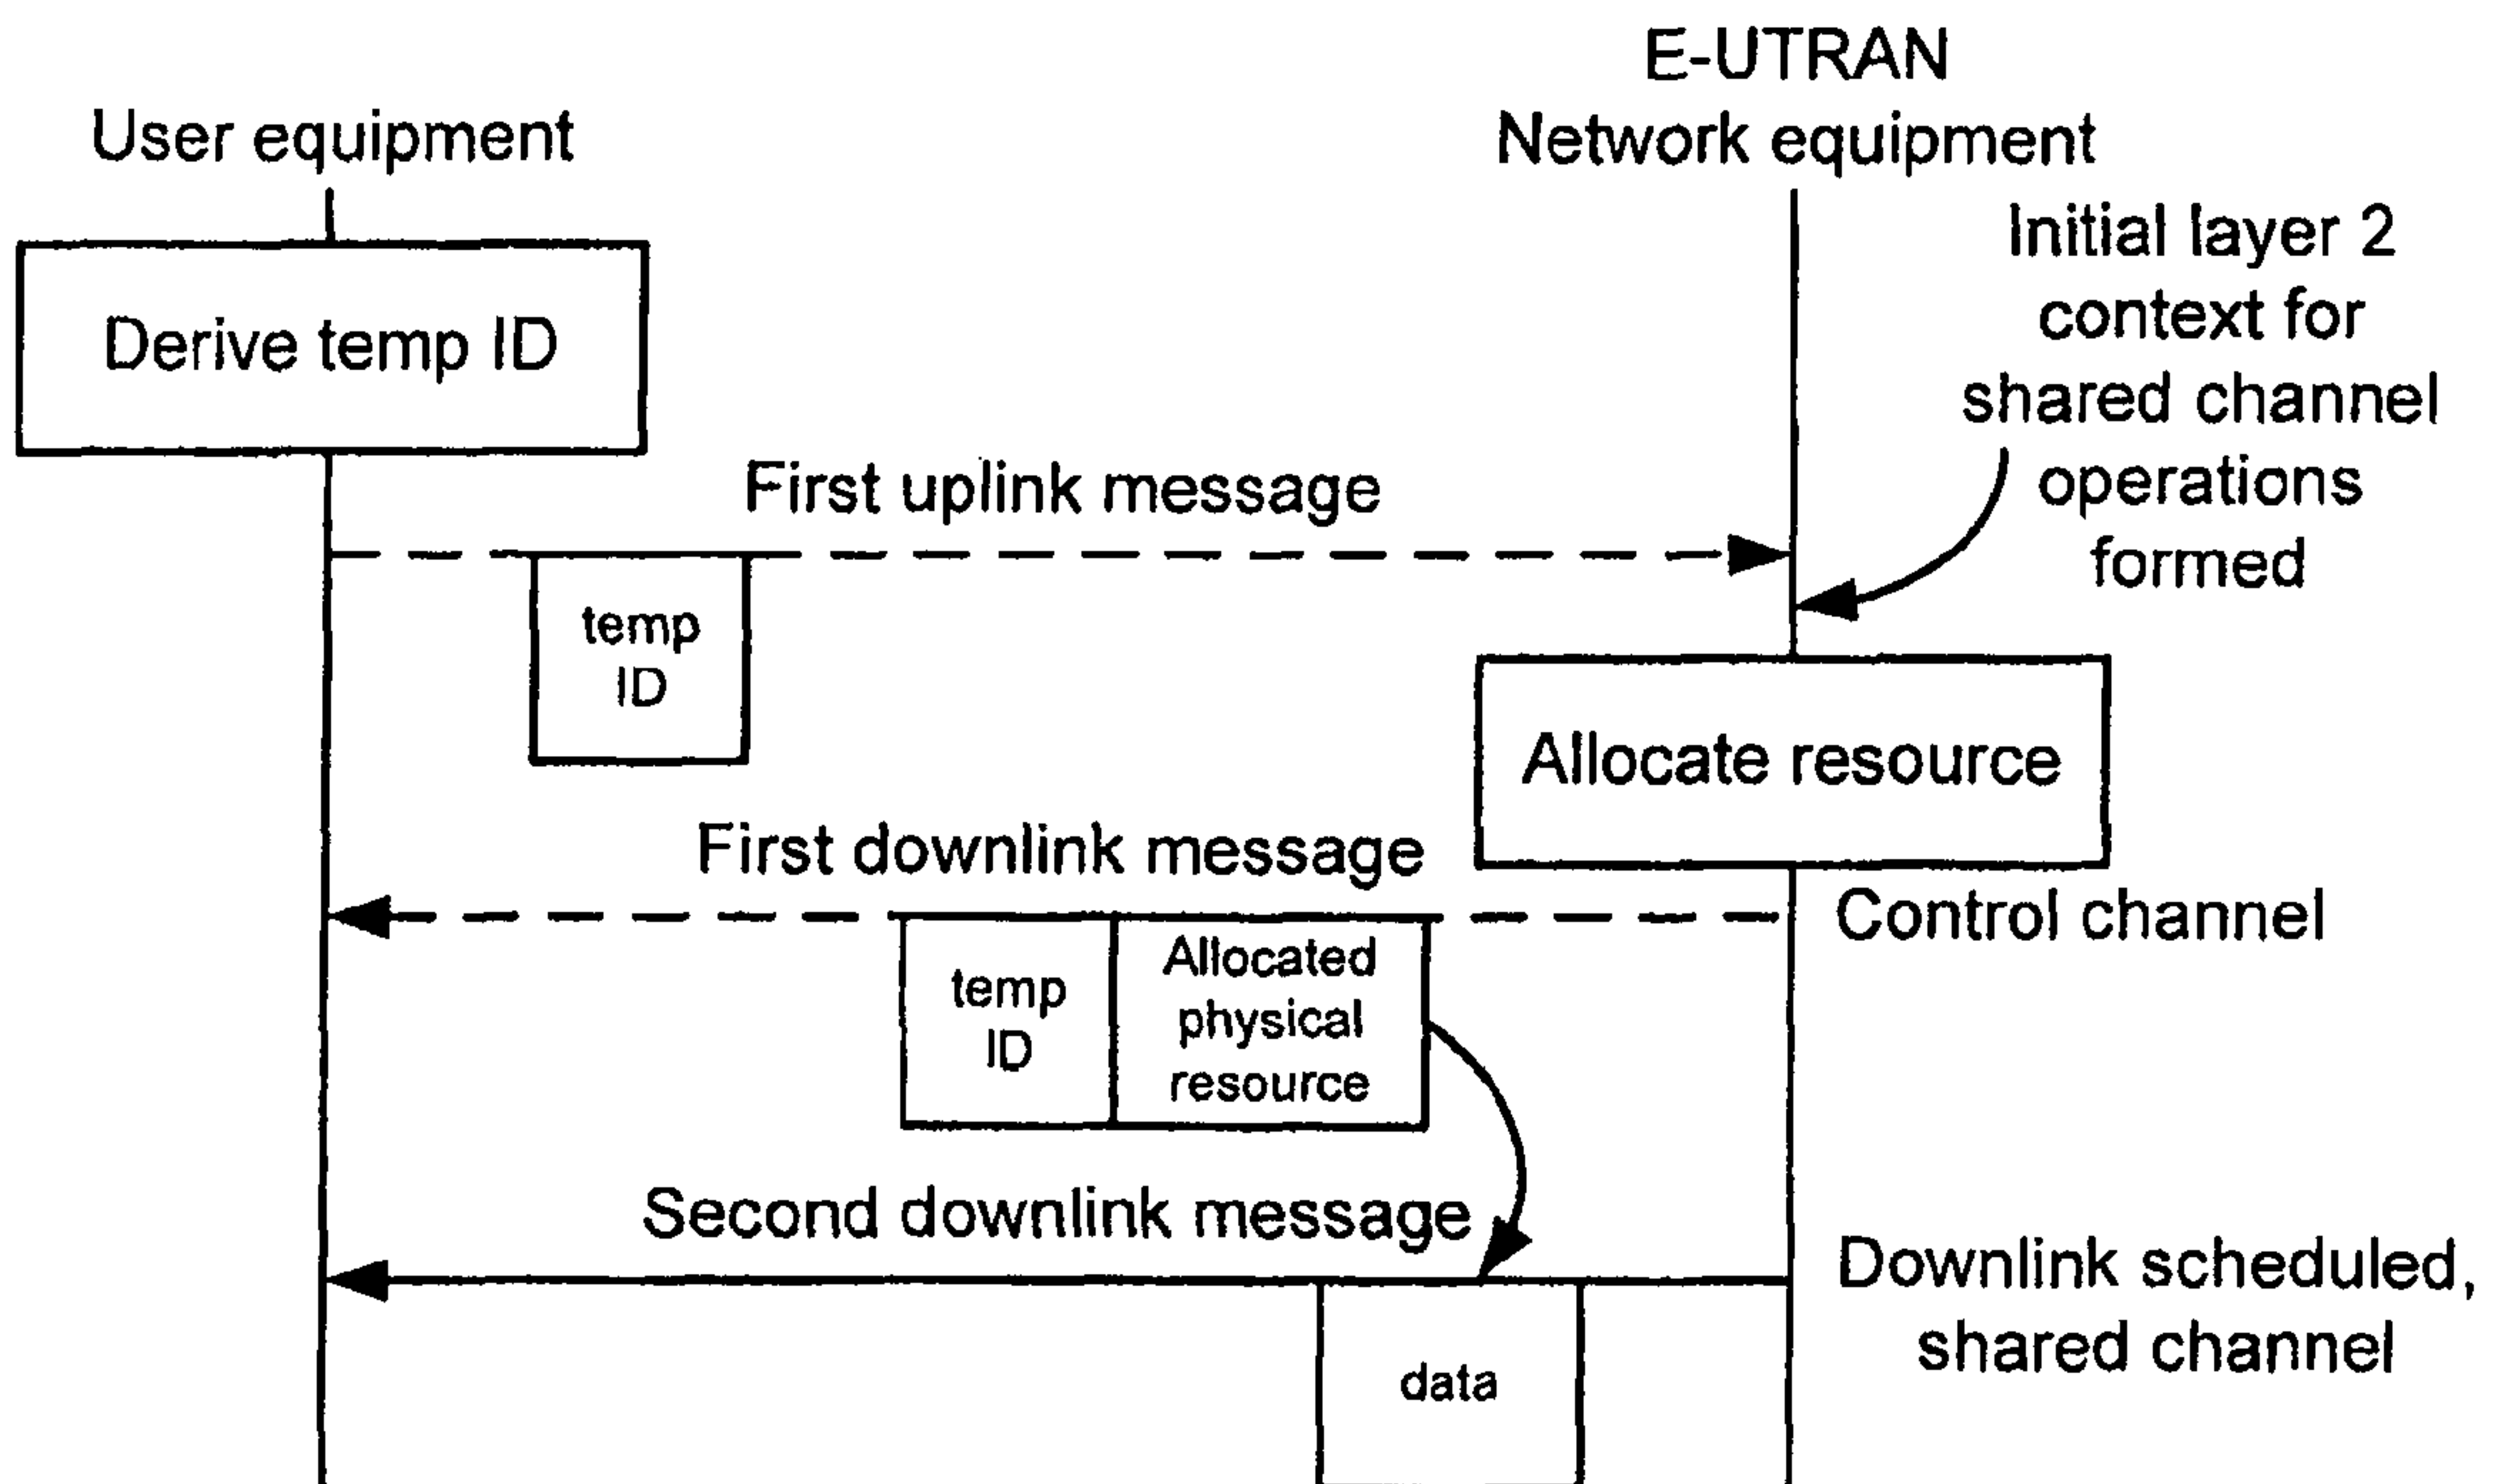 E-UTRAN
User equipment
Network equipment
Initial layer 2
context for
shared channel
operations
formed
Derive temp ID
First uplink message
temp
ID
Allocate resource
First downlink message
Control channel
temp
ID
Allocated
physical
resource
Second downlink message
Downlink scheduled,
shared channel
data